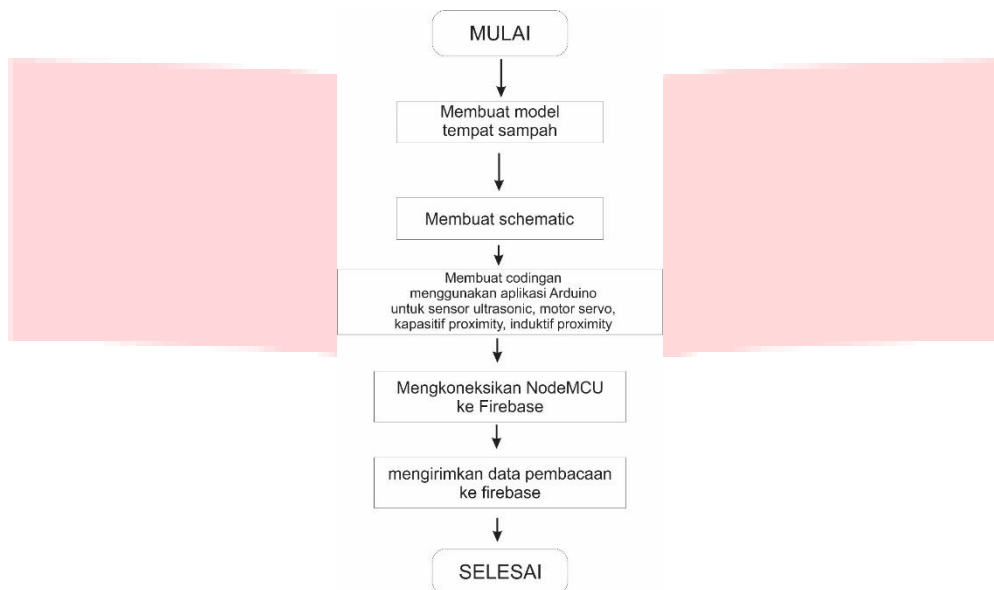 MULAI
Membuat model
tempat sampah
Membuat schematic
Membuat codingan
menggunakan aplikasi Arduino
untuk sensor ultrasonic, motor servo,
kapasitif proximity, induktif proximity
Mengkoneksikan NodeMCU
ke Firebase
mengirimkan data pembacaan
ke firebase
SELESAI